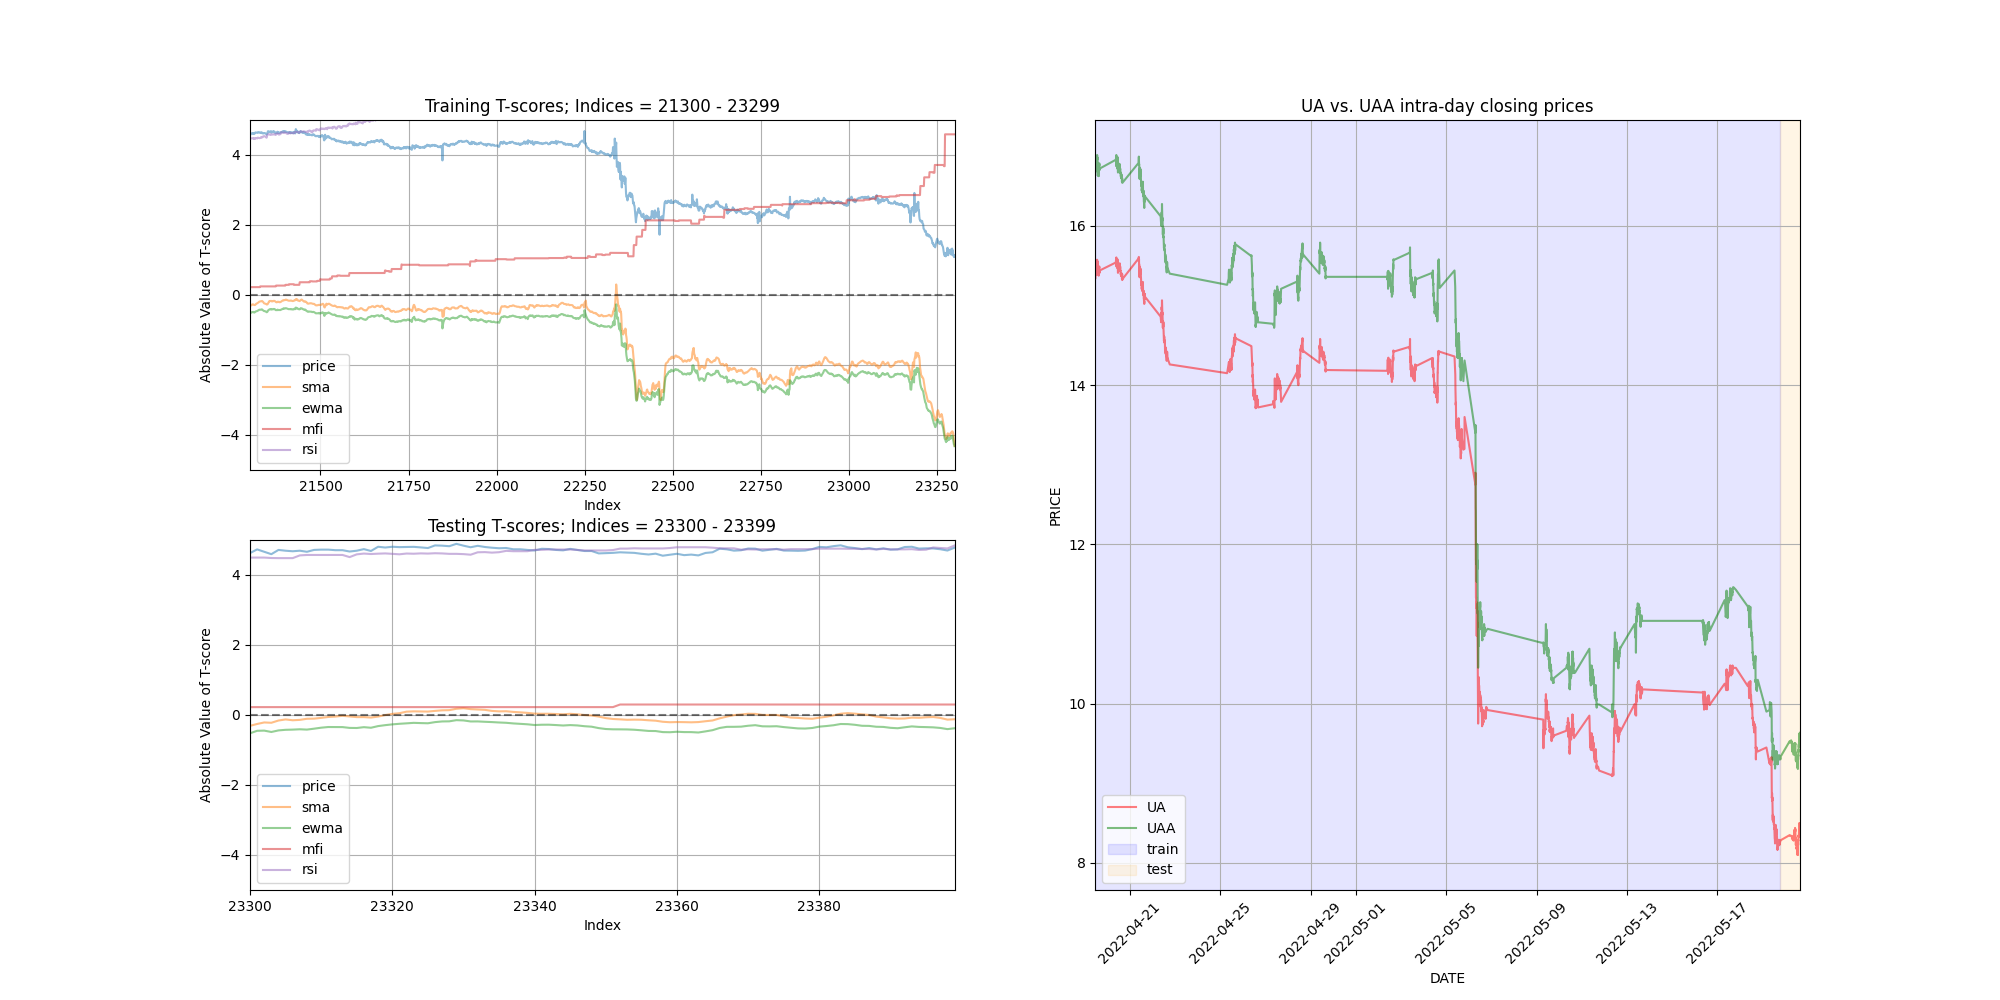 Training T-scores; Indices = 21300 - 23299
Absolute Value of T-score
4
2
0
−2
−4
price
sma
ewma
mfi
rsi
21500 21750 22000 22250 22500 22750 23000 23250
Index
Testing T-scores; Indices = 23300 - 23399
Absolute Value of T-score
4
2
0
−2
−4
price
sma
ewma
mfi
rsi
23300 23320 23340 23360 23380
Index
UA vs. UAA intra-day closing prices
PRICE
16
14
12
10
8
UA
UAA
train
test
2022-04-21 2022-04-25 2022-04-29 2022-05-01 2022-05-05 2022-05-09 2022-05-13 2022-05-17
DATE